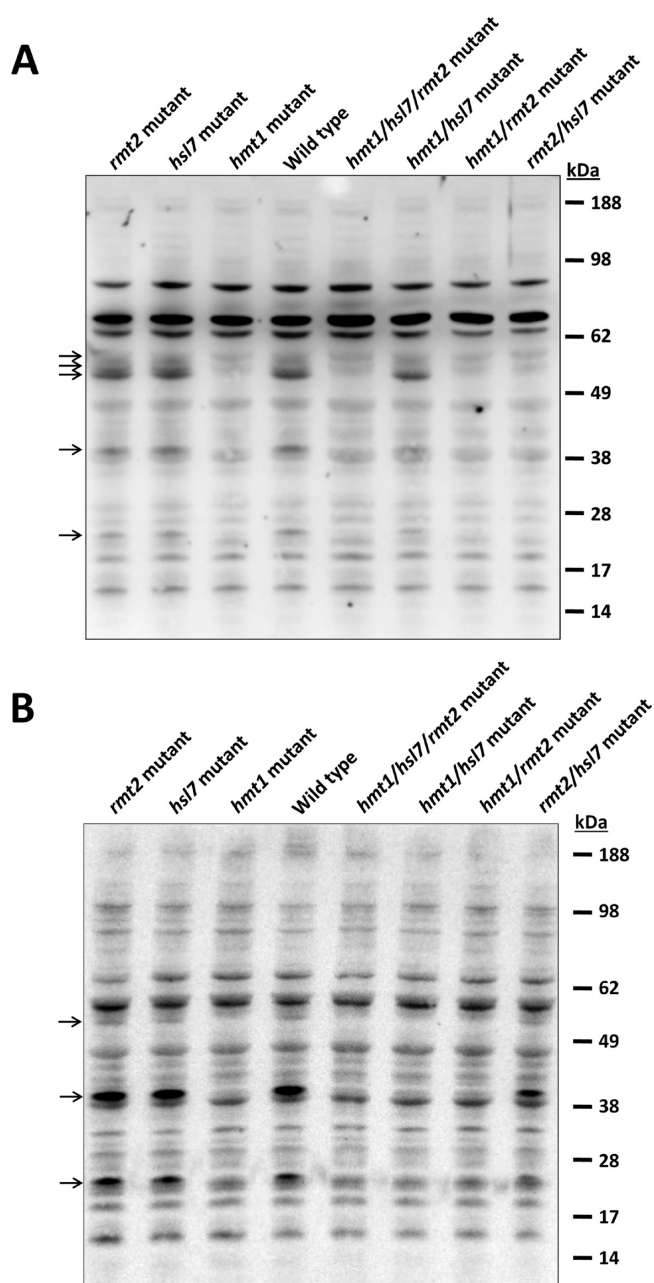 A
rmt2 mutant
hsl7 mutant
hmt1 mutant
Wild type
hmt1/hsl7/rmt2 mutant
hmt1/hsl7 mutant
hmt1/rmt2 mutant
rmt2/hsl7 mutant
kDa
188
98
62
49
38
28
17
14
B
rmt2 mutant
hsl7 mutant
hmt1 mutant
Wild type
hmt1/hsl7/rmt2 mutant
hmt1/hsl7 mutant
hmt1/rmt2 mutant
rmt2/hsl7 mutant
kDa
188
98
62
49
38
28
17
14